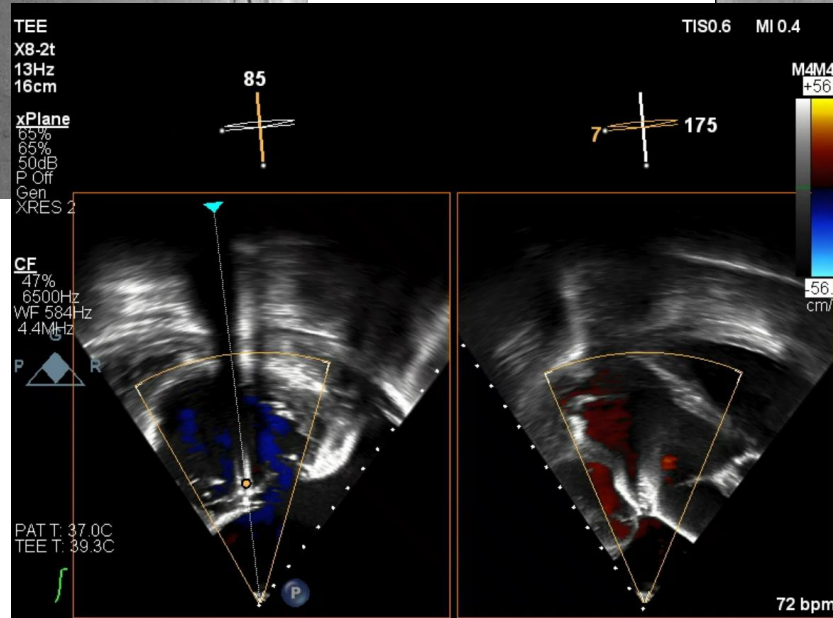 TEE
X8-2t
13Hz
16cm
xPlane
65%
65%
50dB
P Off
Gen
XRES 2
CF
47%
6500Hz
WF 584Hz
4.4MHz
G
P R
PAT T: 37.0C
TEE T: 39.3C
85
7 175
TIS0.6 MI 0.4
M4M4
+56
-56.
cm/
P
72 bpm